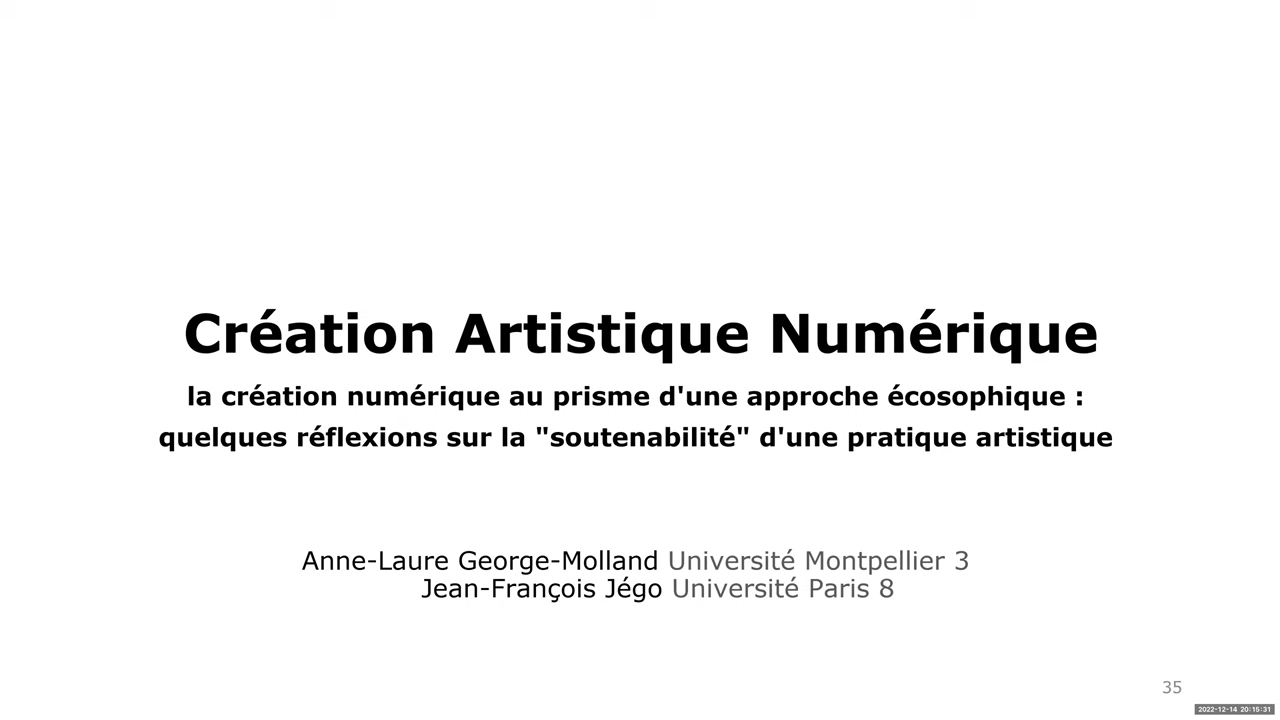 Création Artistique Numérique
la création numérique au prisme d'une approche écosophique :
quelques réflexions sur la "soutenabilité" d'une pratique artistique
Anne-Laure George-Molland Université Montpellier 3
Jean-François Jégo Université Paris 8
35
2022-12-14 20:15:31